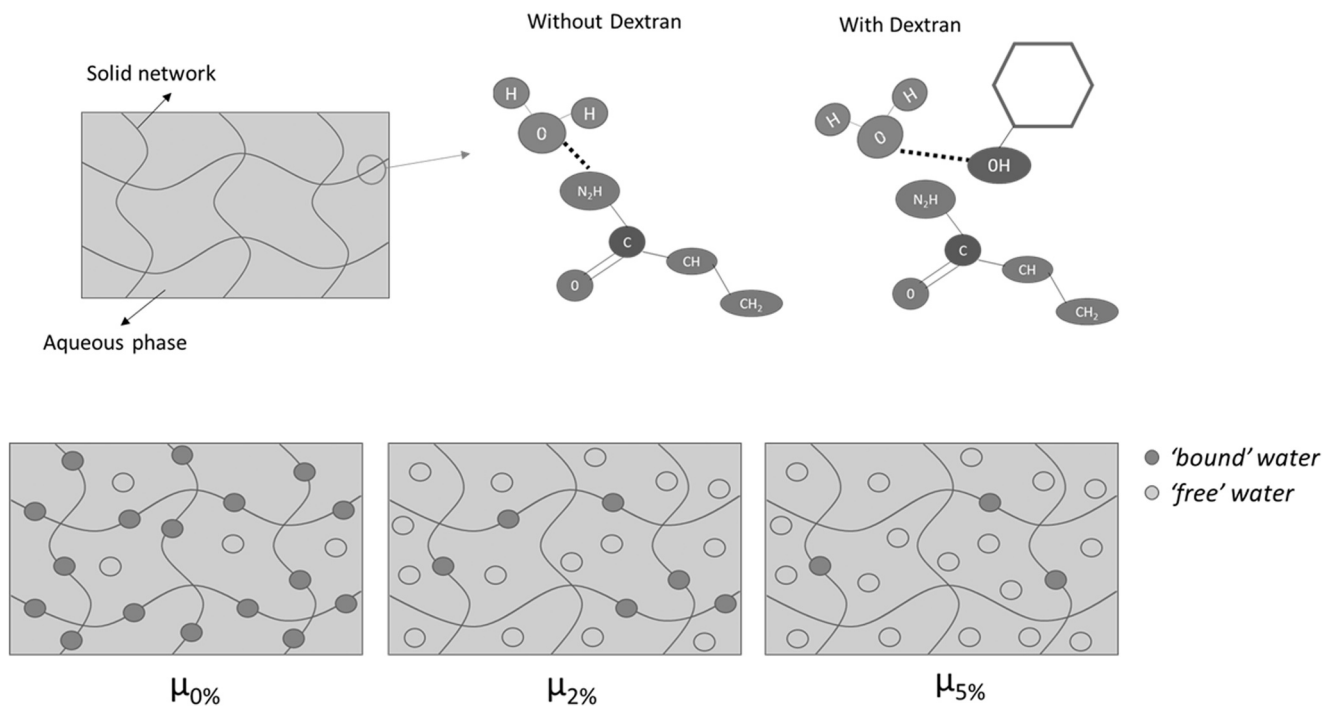 Without Dextran
With Dextran
Solid network
Aqueous phase
H
H
O
N₂H
C
O
CH
CH₂
H
H
O
OH
N₂H
C
O
CH
CH₂
'bound' water
'free' water
μ0%
μ2%
μ5%